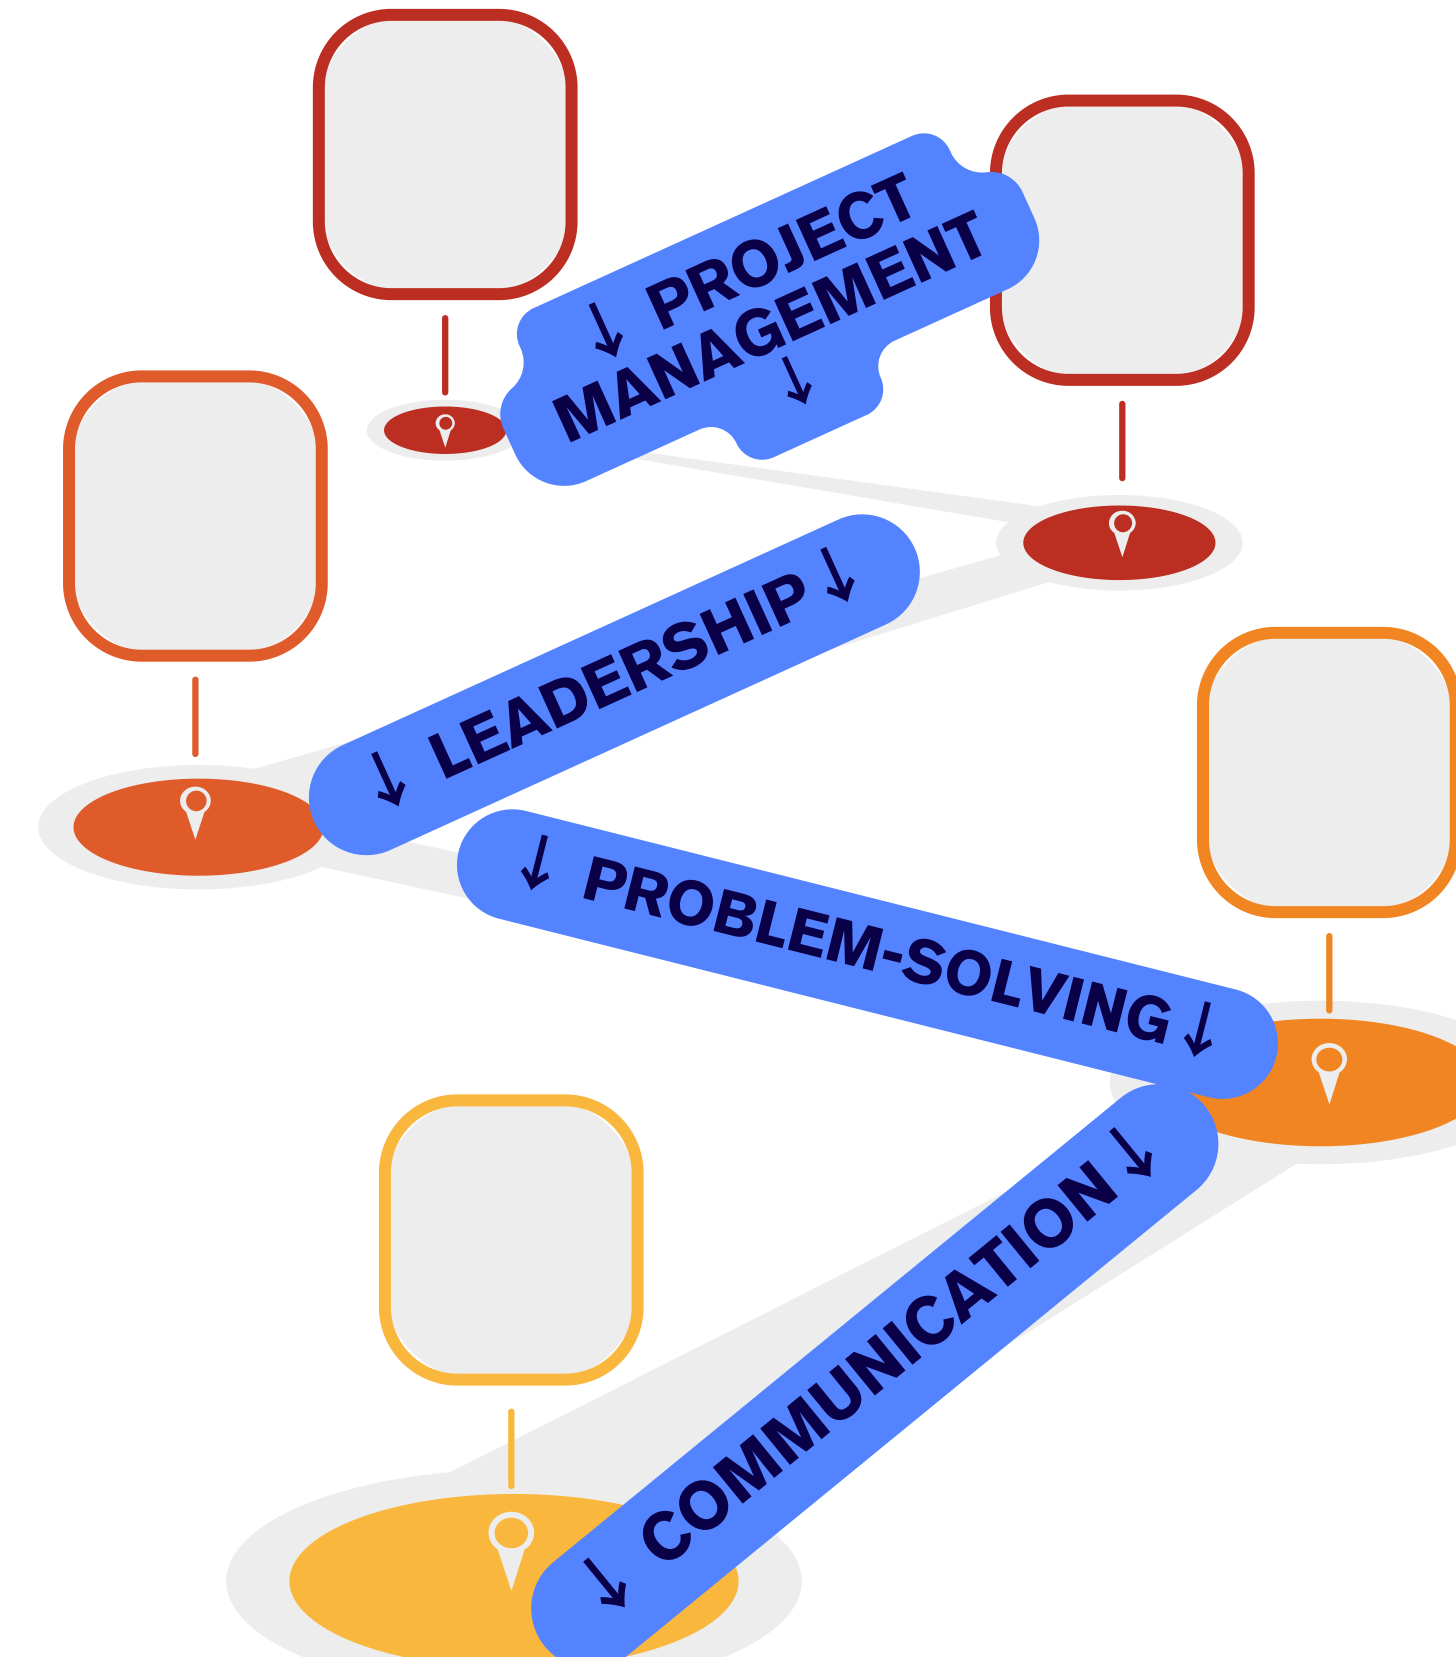 ↓ PROJECT
MANAGEMENT
↓
↓ LEADERSHIP ↓
↓ PROBLEM-SOLVING ↓
↓ COMMUNICATION ↓